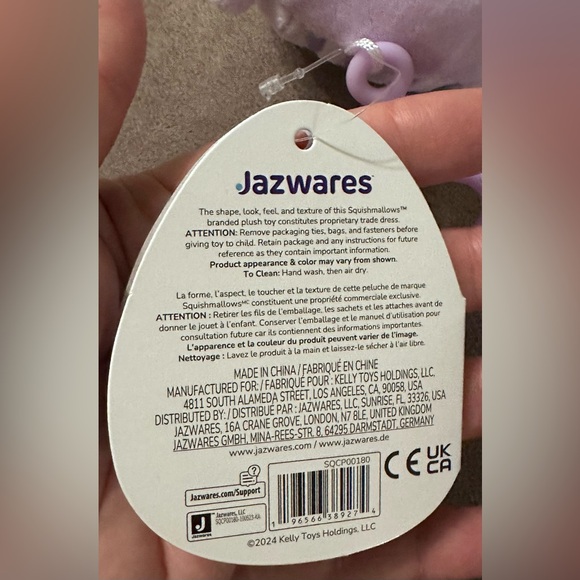 Jazwares
The shape, look, feel, and texture of this Squishmallows™
branded plush toy constitutes proprietary trade dress.
ATTENTION: Remove packaging ties, bags, and fasteners before
giving toy to child. Retain package and any instructions for future
reference as they contain important information.
Product appearance & color may vary from shown.
To Clean: Hand wash, then air dry.
La forme, l'aspect, le toucher et la texture de cette peluche de marque
Squishmallowsᴹᶜ constituent une propriété commerciale exclusive.
ATTENTION : Retirer les fils de l'emballage, les sachets et les attaches avant de
donner le jouet à l'enfant. Conserver l'emballage et le manuel d'utilisation pour
consultation future car ils contiennent des informations importantes.
L'apparence et la couleur du produit peuvent varier de l'image.
Nettoyage : Lavez le produit à la main et laissez-le sécher à l'air libre.
MADE IN CHINA / FABRIQUÉ EN CHINE
MANUFACTURED FOR: / FABRIQUÉ POUR : KELLY TOYS HOLDINGS, LLC.
4811 SOUTH ALAMEDA STREET, LOS ANGELES, CA, 90058, USA
DISTRIBUTED BY: / DISTRIBUÉ PAR : JAZWARES, LLC. SUNRISE, FL, 33326, USA
JAZWARES, 16A CRANE GROVE, LONDON, N7 8LE, UNITED KINGDOM
JAZWARES GMBH, MINA-REES-STR. 8, 64295 DARMSTADT, GERMANY
www.jazwares.com / www.jazwares.de
SQCP00180
CE UK
CA
?
Jazwares.com/Support
J
Jazwares, LLC
1 96566 38927 4
©2024 Kelly Toys Holdings, LLC